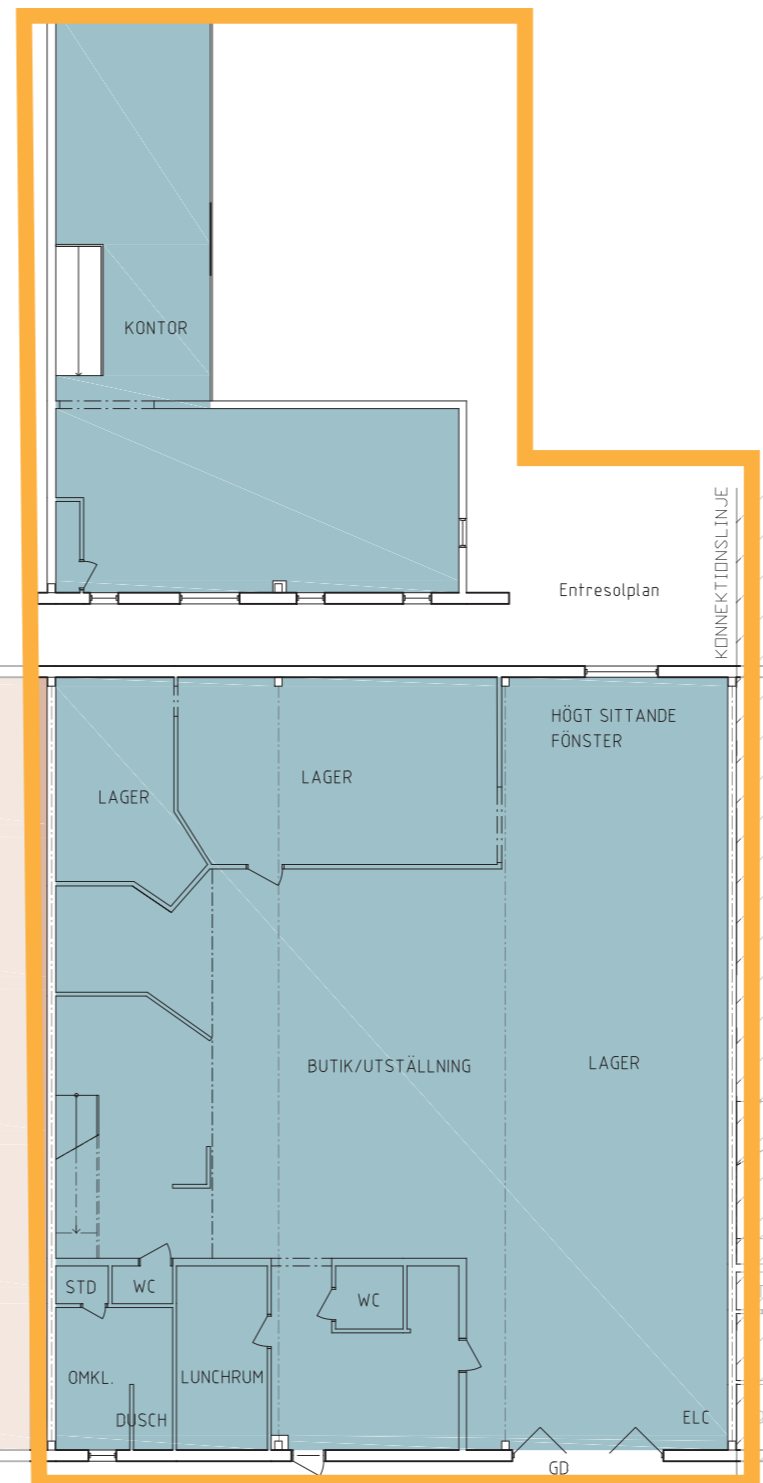 KONTOR
KONNEKTIONSLINJE
Entresolplan
HÖGT SITTANDE
FÖNSTER
LAGER
LAGER
BUTIK/UTSTÄLLNING
LAGER
STD
WC
WC
OMKL.
LUNCHRUM
DUSCH
ELC
GD